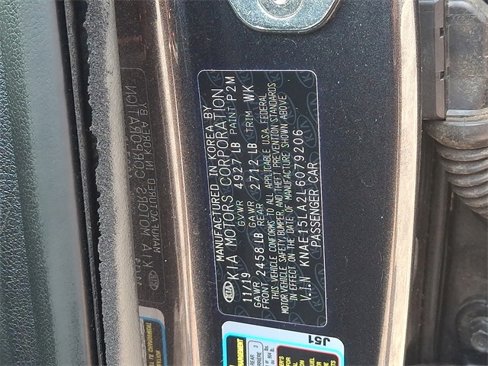 MANUFACTURED IN KOREA BY
KIA MOTORS CORPORATION
11/19 GVWR 4927 LB PAINT P2M
GAWR GAWR TRIM WK
FRONT 2458 LB REAR 2712 LB
THIS VEHICLE CONFORMS TO ALL APPLICABLE U.S.A. FEDERAL
MOTOR VEHICLE SAFETY, BUMPER, AND THEFT PREVENTION STANDARDS
IN EFFECT ON THE DATE OF MANUFACTURE SHOWN ABOVE.
V.I.N KNAE15LA2L6079206
PASSENGER CAR
J51